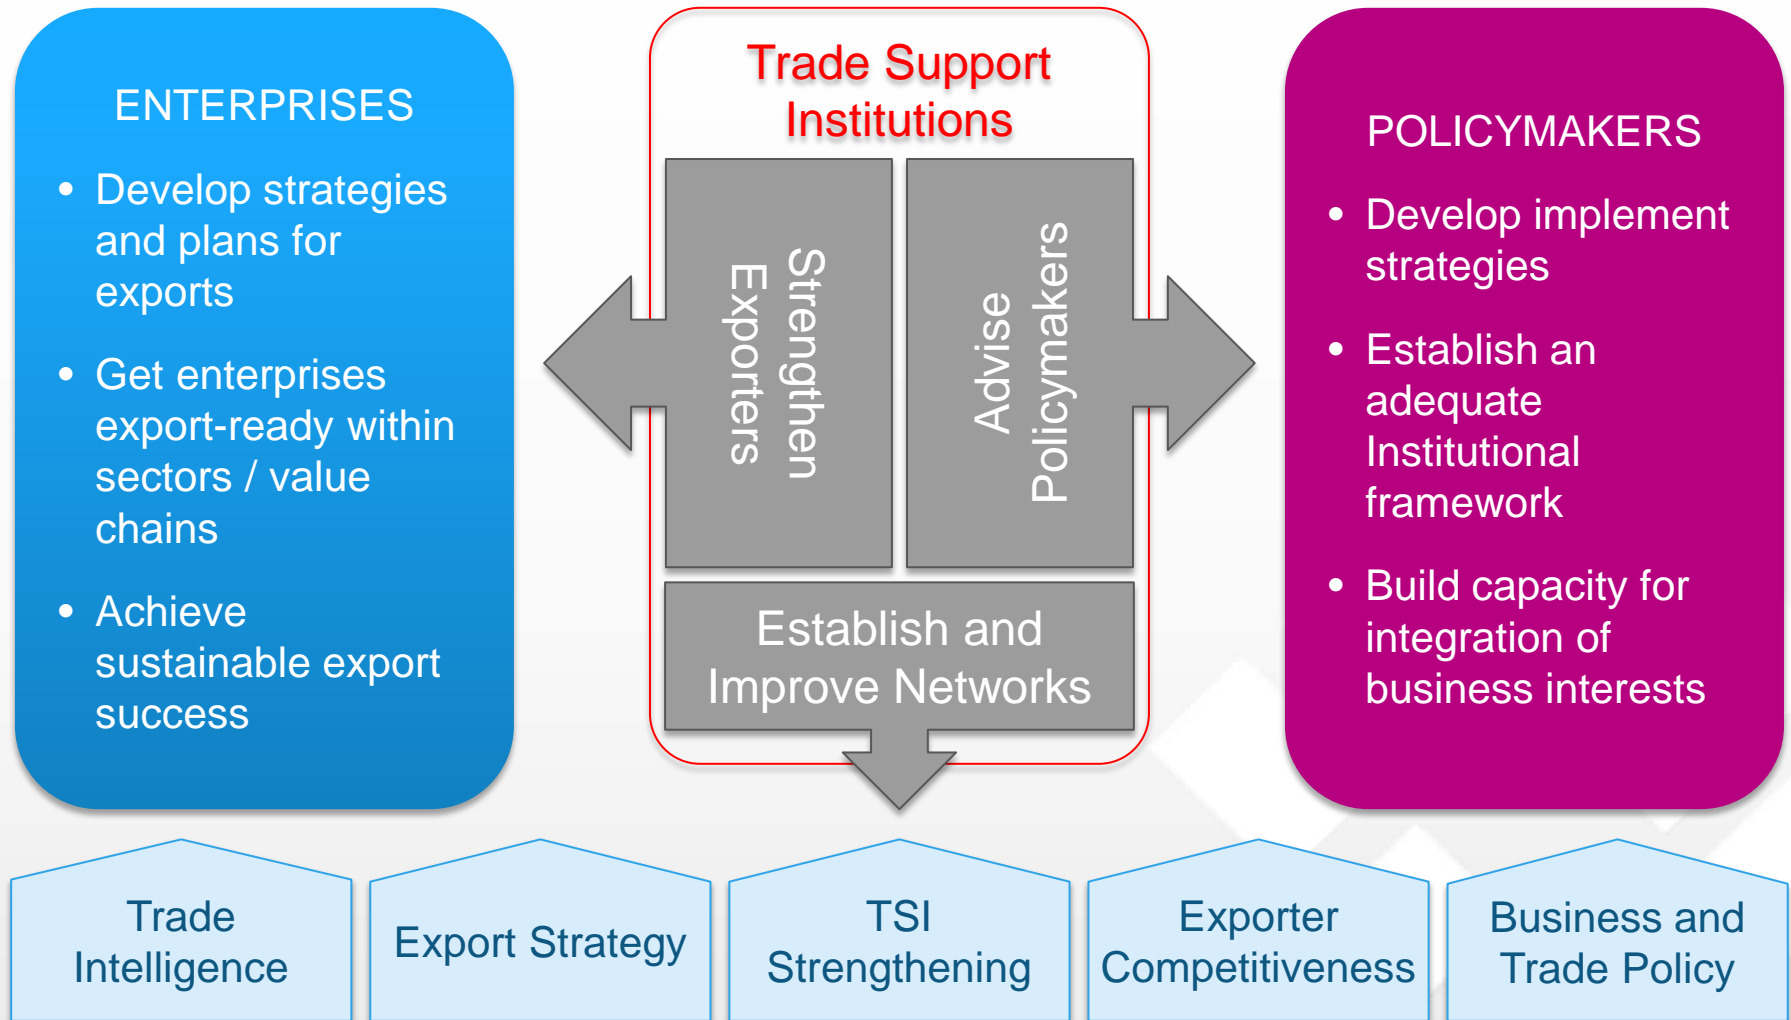 ENTERPRISES
• Develop strategies
and plans for
exports
• Get enterprises
export-ready within
sectors / value
chains
• Achieve
sustainable export
success
Trade Support
Institutions
Strengthen
Exporters
Advise
Policymakers
Establish and
Improve Networks
POLICYMAKERS
• Develop implement
strategies
• Establish an
adequate
Institutional
framework
• Build capacity for
integration of
business interests
Trade
Intelligence
Export Strategy
TSI
Strengthening
Exporter
Competitiveness
Business and
Trade Policy